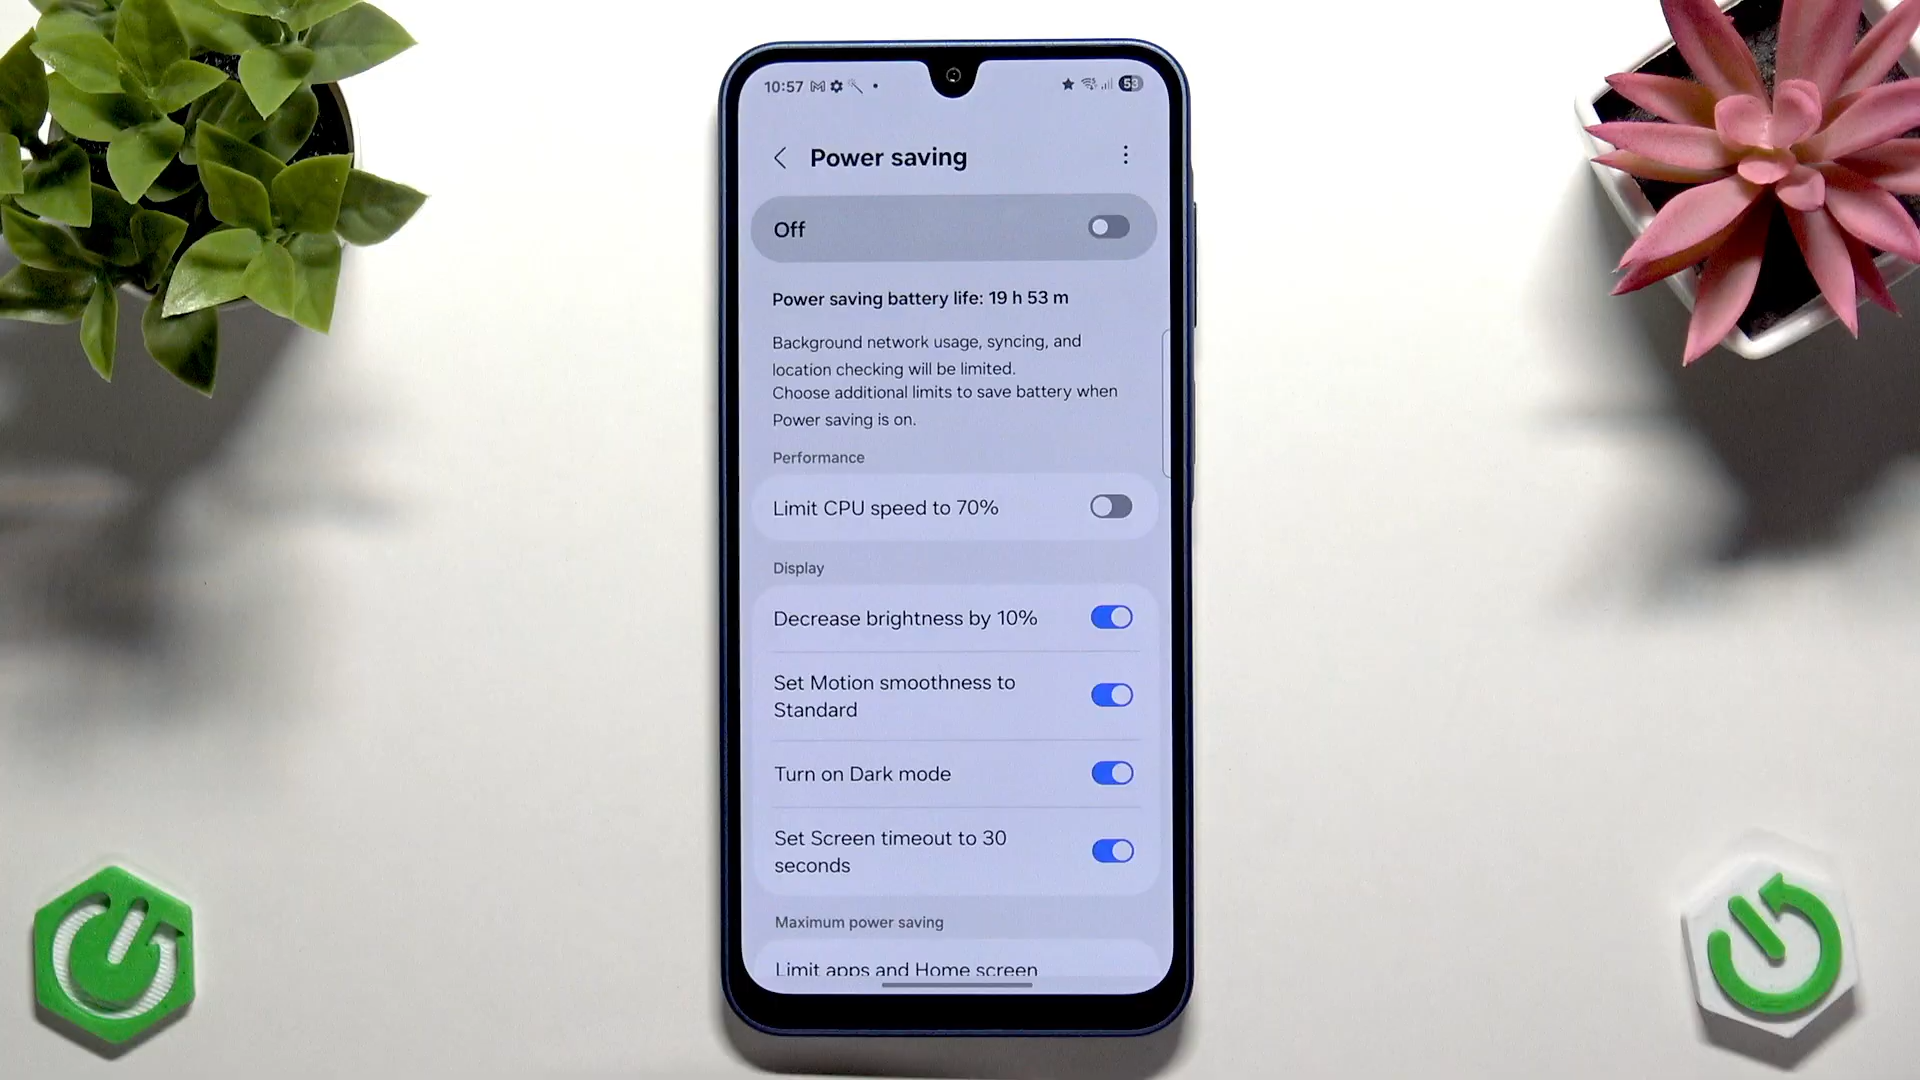 10:57
53
Power saving
Off
Power saving battery life: 19 h 53 m
Background network usage, syncing, and
location checking will be limited.
Choose additional limits to save battery when
Power saving is on.
Performance
Limit CPU speed to 70%
Display
Decrease brightness by 10%
Set Motion smoothness to
Standard
Turn on Dark mode
Set Screen timeout to 30
seconds
Maximum power saving
Limit apps and Home screen